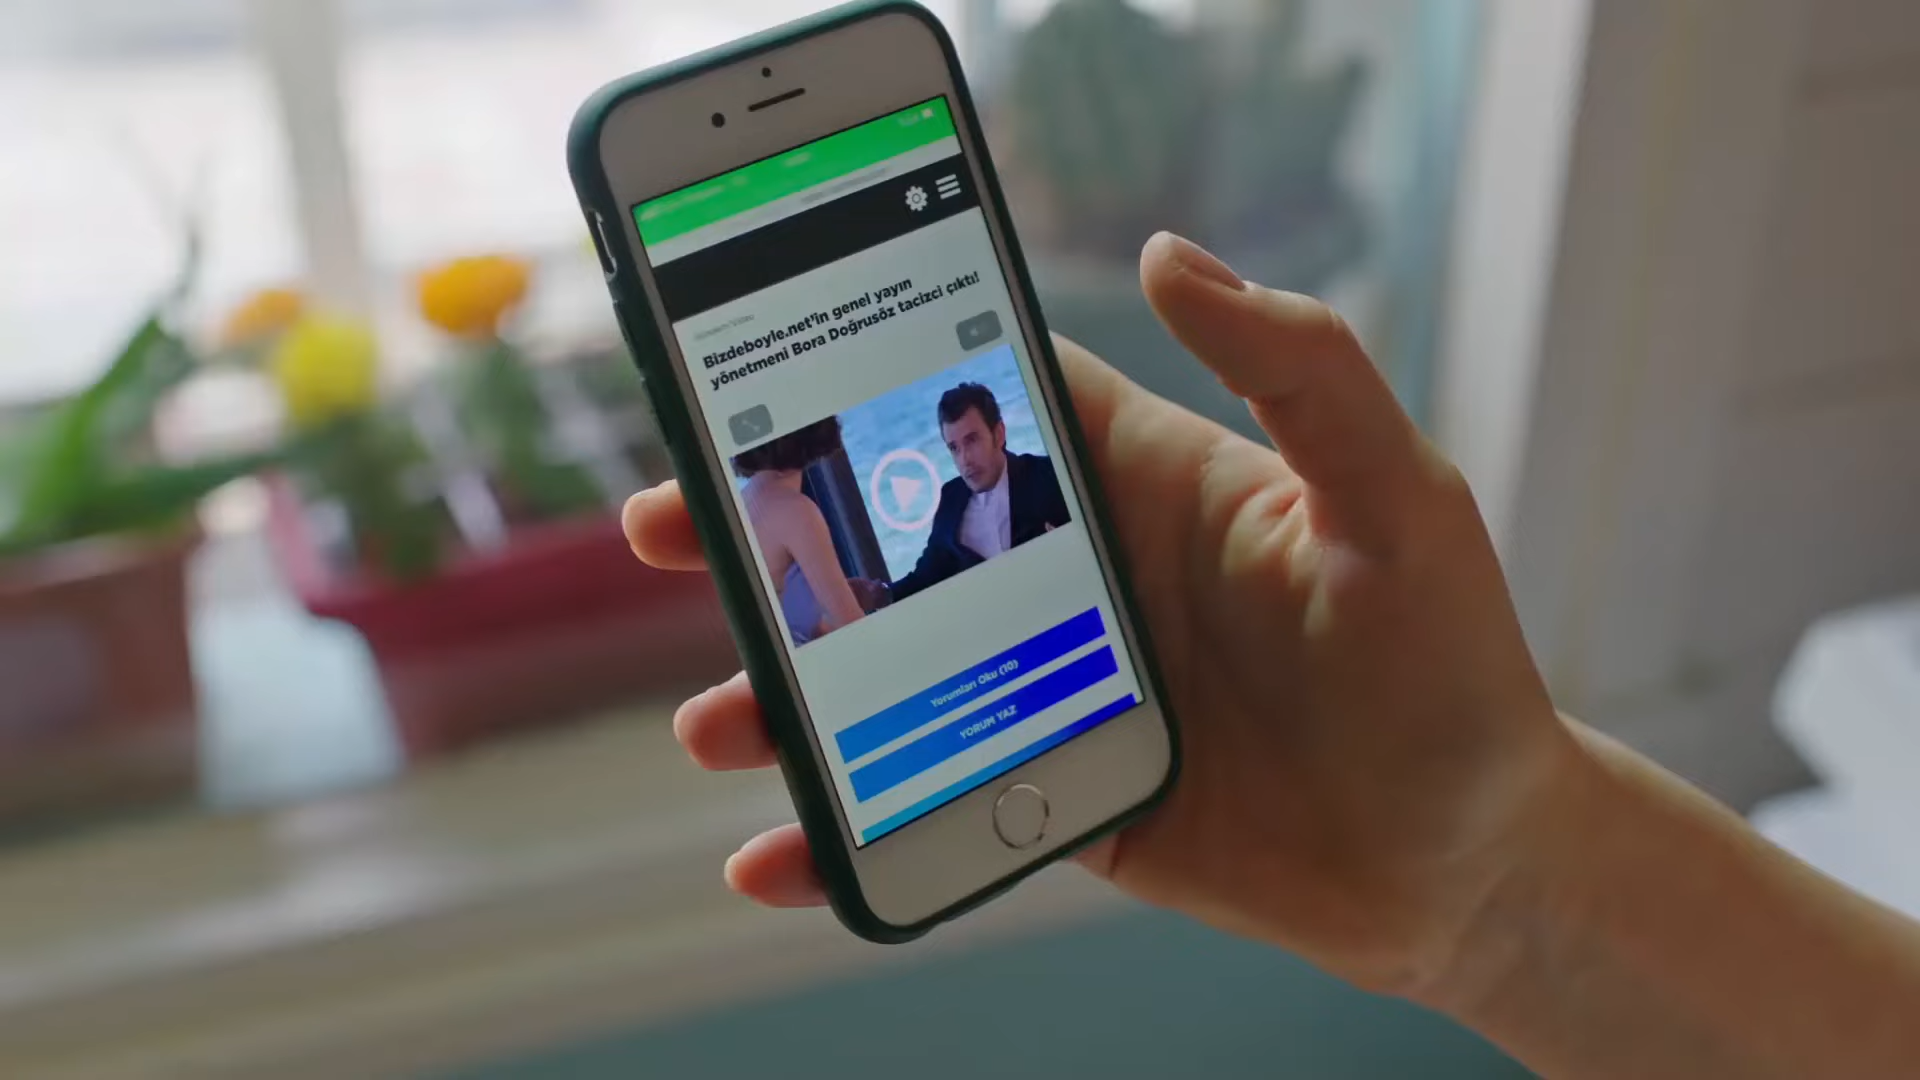 Bizdeboyle.net'in genel yayın
yönetmeni Bora Doğrusöz tacizci çıktı!
Yorumları Oku (10)
YORUM YAZ